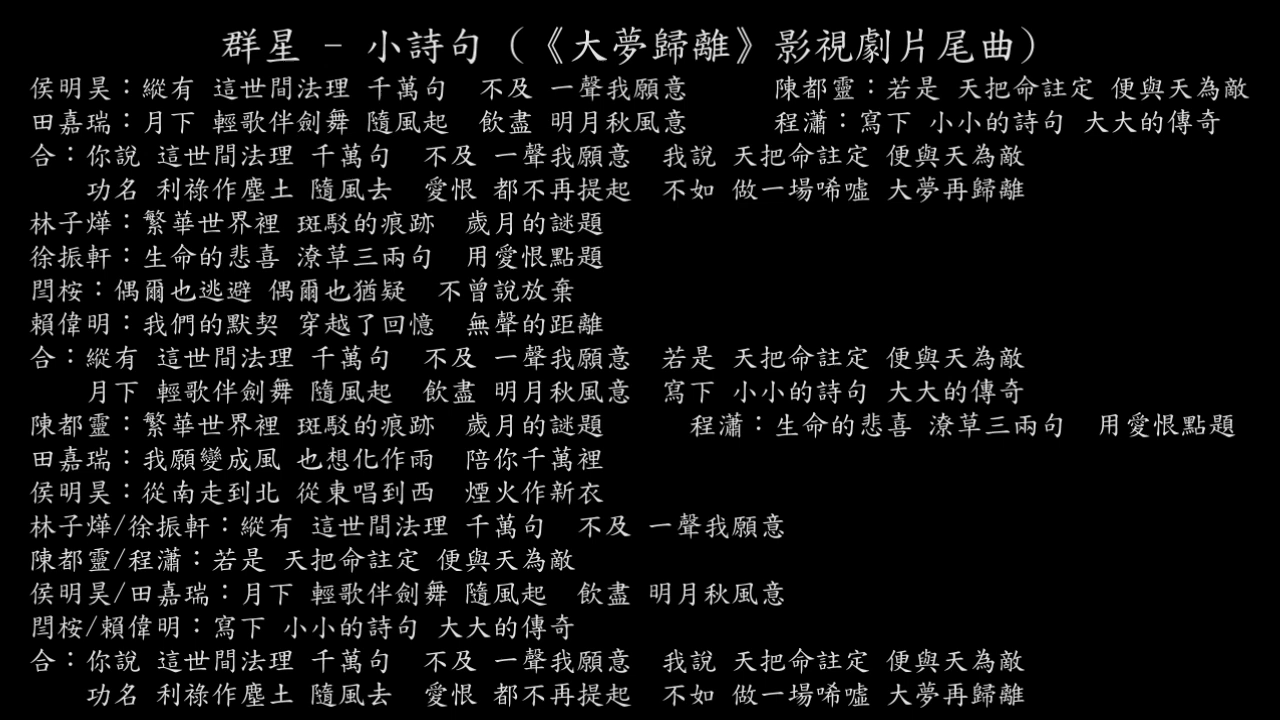 群星 - 小詩句 (《大夢歸離》影視劇片尾曲)
侯明昊：縱有 這世間法理 千萬句 不及 一聲我願意 陳都靈：若是 天把命註定 便與天為敵
田嘉瑞：月下 輕歌伴劍舞 隨風起 飲盡 明月秋風意 程瀟：寫下 小小的詩句 大大的傳奇
合：你說 這世間法理 千萬句 不及 一聲我願意 我說 天把命註定 便與天為敵
功名 利祿作塵土 隨風去 愛恨 都不再提起 不如 做一場唏噓 大夢再歸離
林子燁：繁華世界裡 斑駁的痕跡 歲月的謎題
徐振軒：生命的悲喜 潦草三兩句 用愛恨點題
閆桉：偶爾也逃避 偶爾也猶疑 不曾說放棄
賴偉明：我們的默契 穿越了回憶 無聲的距離
合：縱有 這世間法理 千萬句 不及 一聲我願意 若是 天把命註定 便與天為敵
月下 輕歌伴劍舞 隨風起 飲盡 明月秋風意 寫下 小小的詩句 大大的傳奇
陳都靈：繁華世界裡 斑駁的痕跡 歲月的謎題 程瀟：生命的悲喜 潦草三兩句 用愛恨點題
田嘉瑞：我願變成風 也想化作雨 陪你千萬裡
侯明昊：從南走到北 從東唱到西 煙火作新衣
林子燁/徐振軒：縱有 這世間法理 千萬句 不及 一聲我願意
陳都靈/程瀟：若是 天把命註定 便與天為敵
侯明昊/田嘉瑞：月下 輕歌伴劍舞 隨風起 飲盡 明月秋風意
閆桉/賴偉明：寫下 小小的詩句 大大的傳奇
合：你說 這世間法理 千萬句 不及 一聲我願意 我說 天把命註定 便與天為敵
功名 利祿作塵土 隨風去 愛恨 都不再提起 不如 做一場唏噓 大夢再歸離